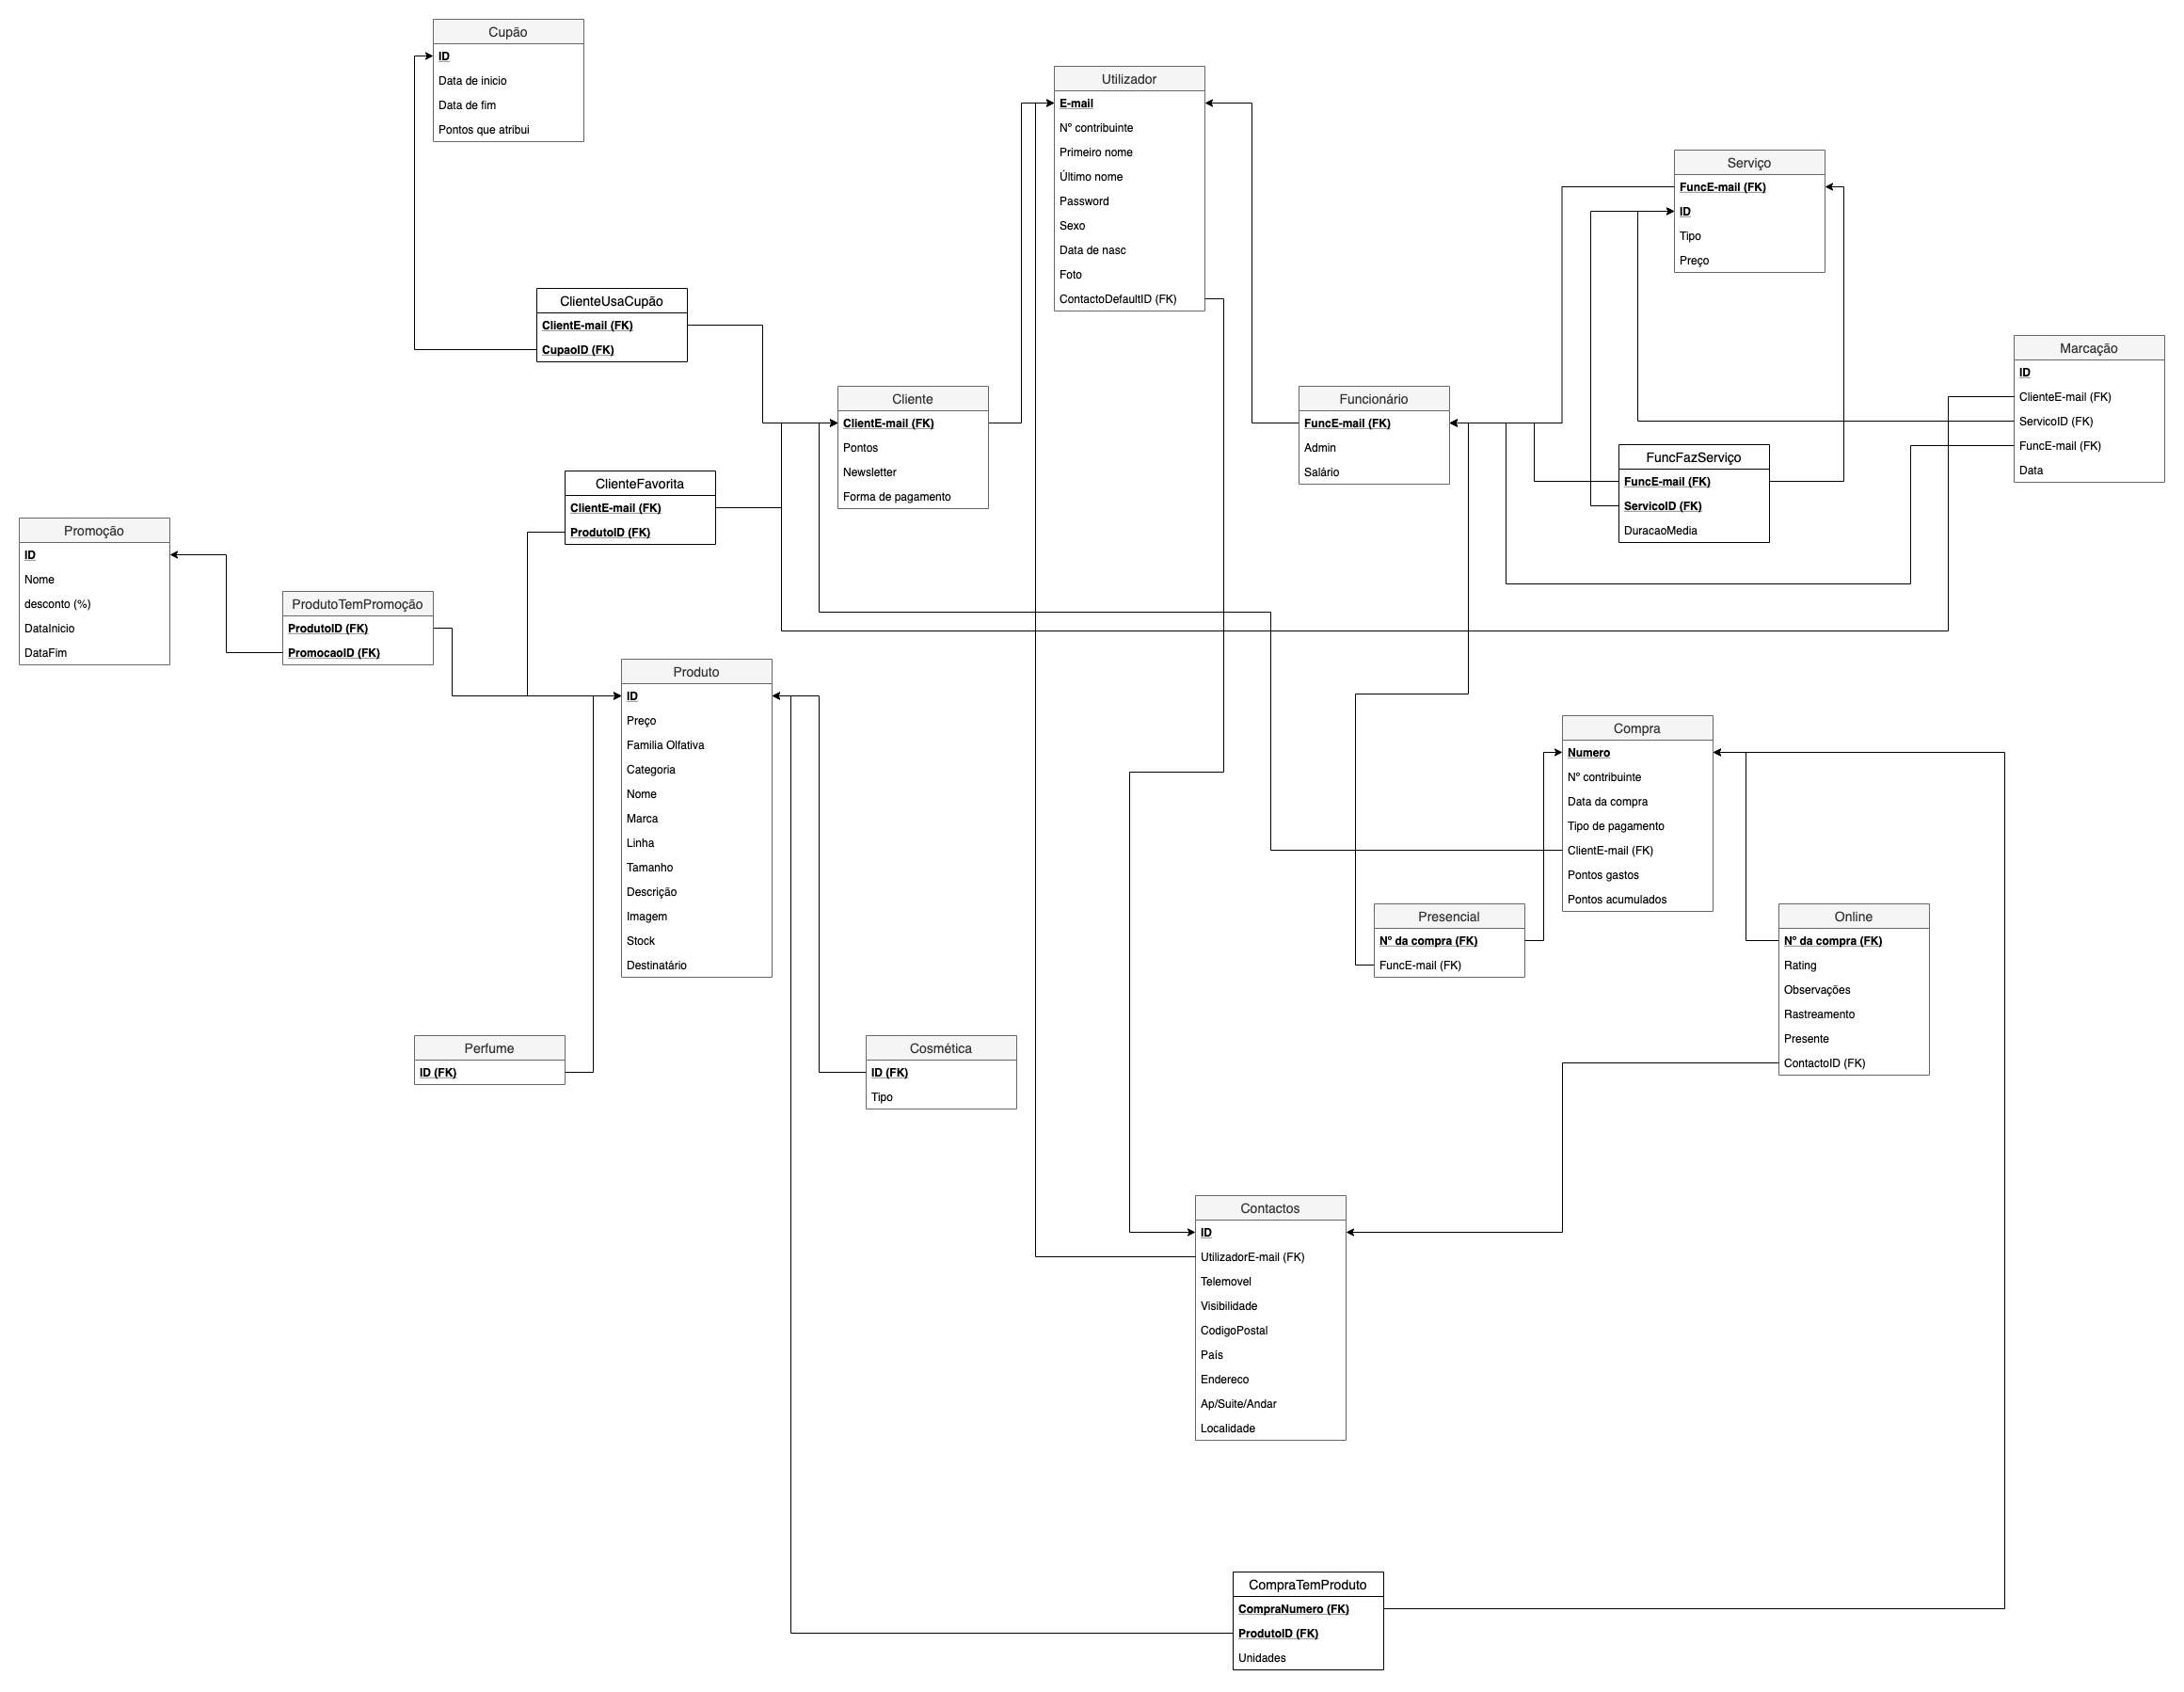 Cupão
ID
Data de inicio
Data de fim
Pontos que atribui
Utilizador
E-mail
Nº contribuinte
Primeiro nome
Último nome
Password
Sexo
Data de nasc
Foto
ContactoDefaultID (FK)
Serviço
FuncE-mail (FK)
ID
Tipo
Preço
ClienteUsaCupão
ClientE-mail (FK)
CupaoID (FK)
Marcação
ID
ClienteE-mail (FK)
ServicoID (FK)
FuncE-mail (FK)
Data
Cliente
ClientE-mail (FK)
Pontos
Newsletter
Forma de pagamento
Funcionário
FuncE-mail (FK)
Admin
Salário
FuncFazServiço
FuncE-mail (FK)
ServicoID (FK)
DuracaoMedia
ClienteFavorita
ClientE-mail (FK)
ProdutoID (FK)
Promoção
ID
Nome
desconto (%)
DataInicio
DataFim
ProdutoTemPromoção
ProdutoID (FK)
PromocaoID (FK)
Produto
ID
Preço
Familia Olfativa
Categoria
Nome
Marca
Linha
Tamanho
Descrição
Imagem
Stock
Destinatário
Compra
Numero
Nº contribuinte
Data da compra
Tipo de pagamento
ClientE-mail (FK)
Pontos gastos
Pontos acumulados
Presencial
Nº da compra (FK)
FuncE-mail (FK)
Online
Nº da compra (FK)
Rating
Observações
Rastreamento
Presente
ContactoID (FK)
Perfume
ID (FK)
Cosmética
ID (FK)
Tipo
Contactos
ID
UtilizadorE-mail (FK)
Telemovel
Visibilidade
CodigoPostal
País
Endereco
Ap/Suite/Andar
Localidade
CompraTemProduto
CompraNumero (FK)
ProdutoID (FK)
Unidades